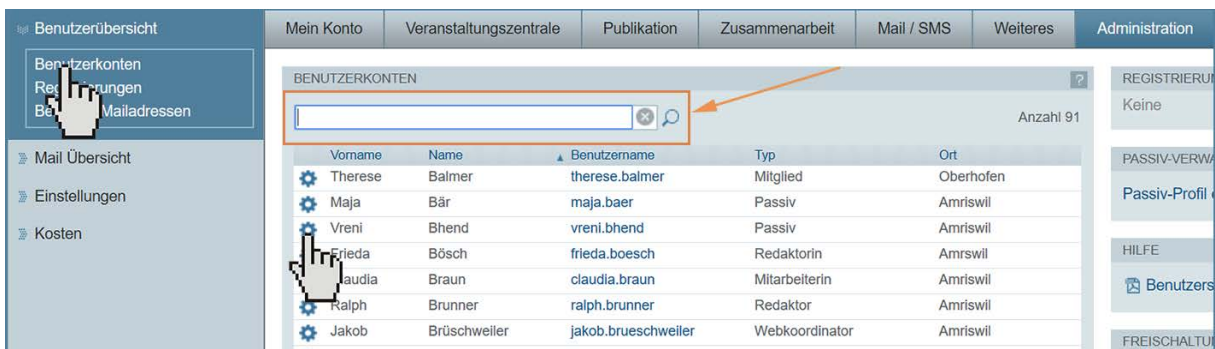 Benutzerübersicht
Benutzerkonten
Mailadressen
Mail Übersicht
Einstellungen
Kosten
Mein Konto Veranstaltungszentrale Publikation Zusammenarbeit Mail / SMS Weiteres Administration
BENUTZERKONTEN ?
Anzahl 91
Vorname Name Benutzername Typ Ort
Therese Balmer therese.balmer Mitglied Oberhofen
Maja Bär maja.baer Passiv Amriswil
Vreni Bhend vreni.bhend Passiv Amriswil
Frieda Bösch frieda.boesch Redaktorin Amrswil
Claudia Braun claudia.braun Mitarbeiterin Amriswil
Ralph Brunner ralph.brunner Redaktor Amriswil
Jakob Brüschweiler jakob.brueschweiler Webkoordinator Amriswil
REGISTRIERU
Keine
PASSIV-VERWA
Passiv-Profil
HILFE
Benutzers
FREISCHALTU